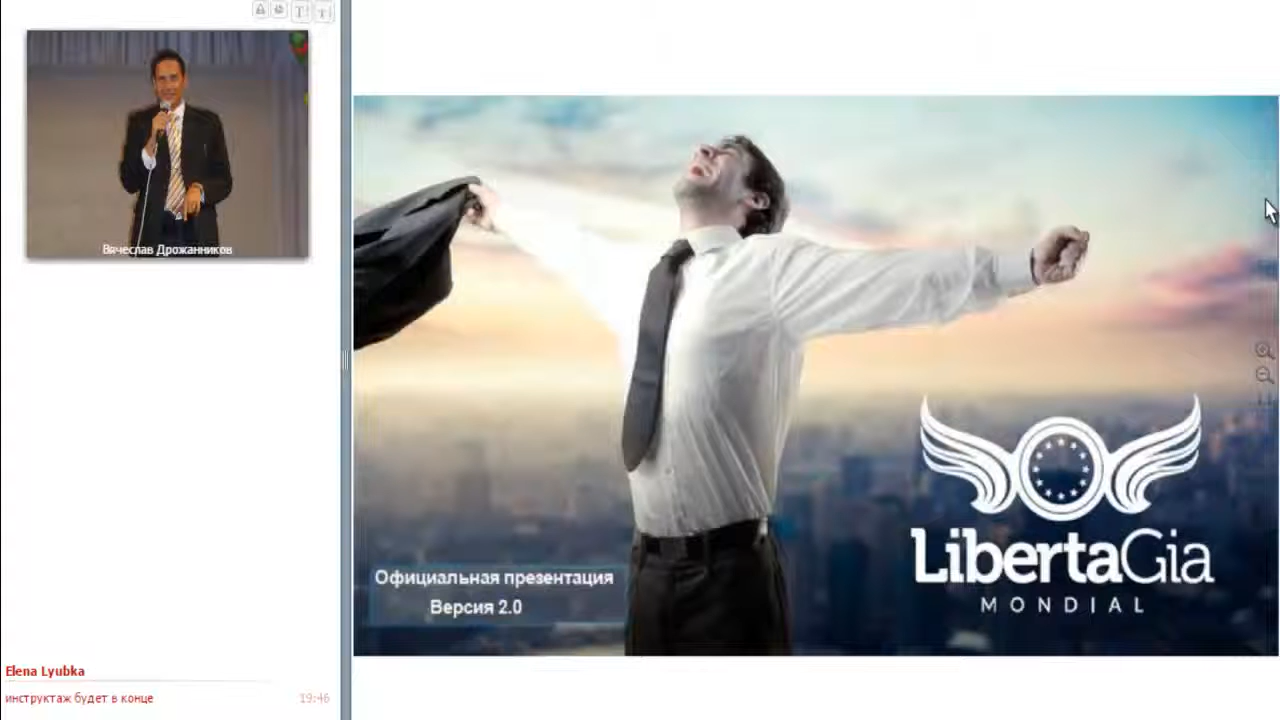 Вячеслав Дрожанников
Официальная презентация
Версия 2.0
LibertaGia
MONDIAL
Elena Lyubka
инструктаж будет в конце
19:46